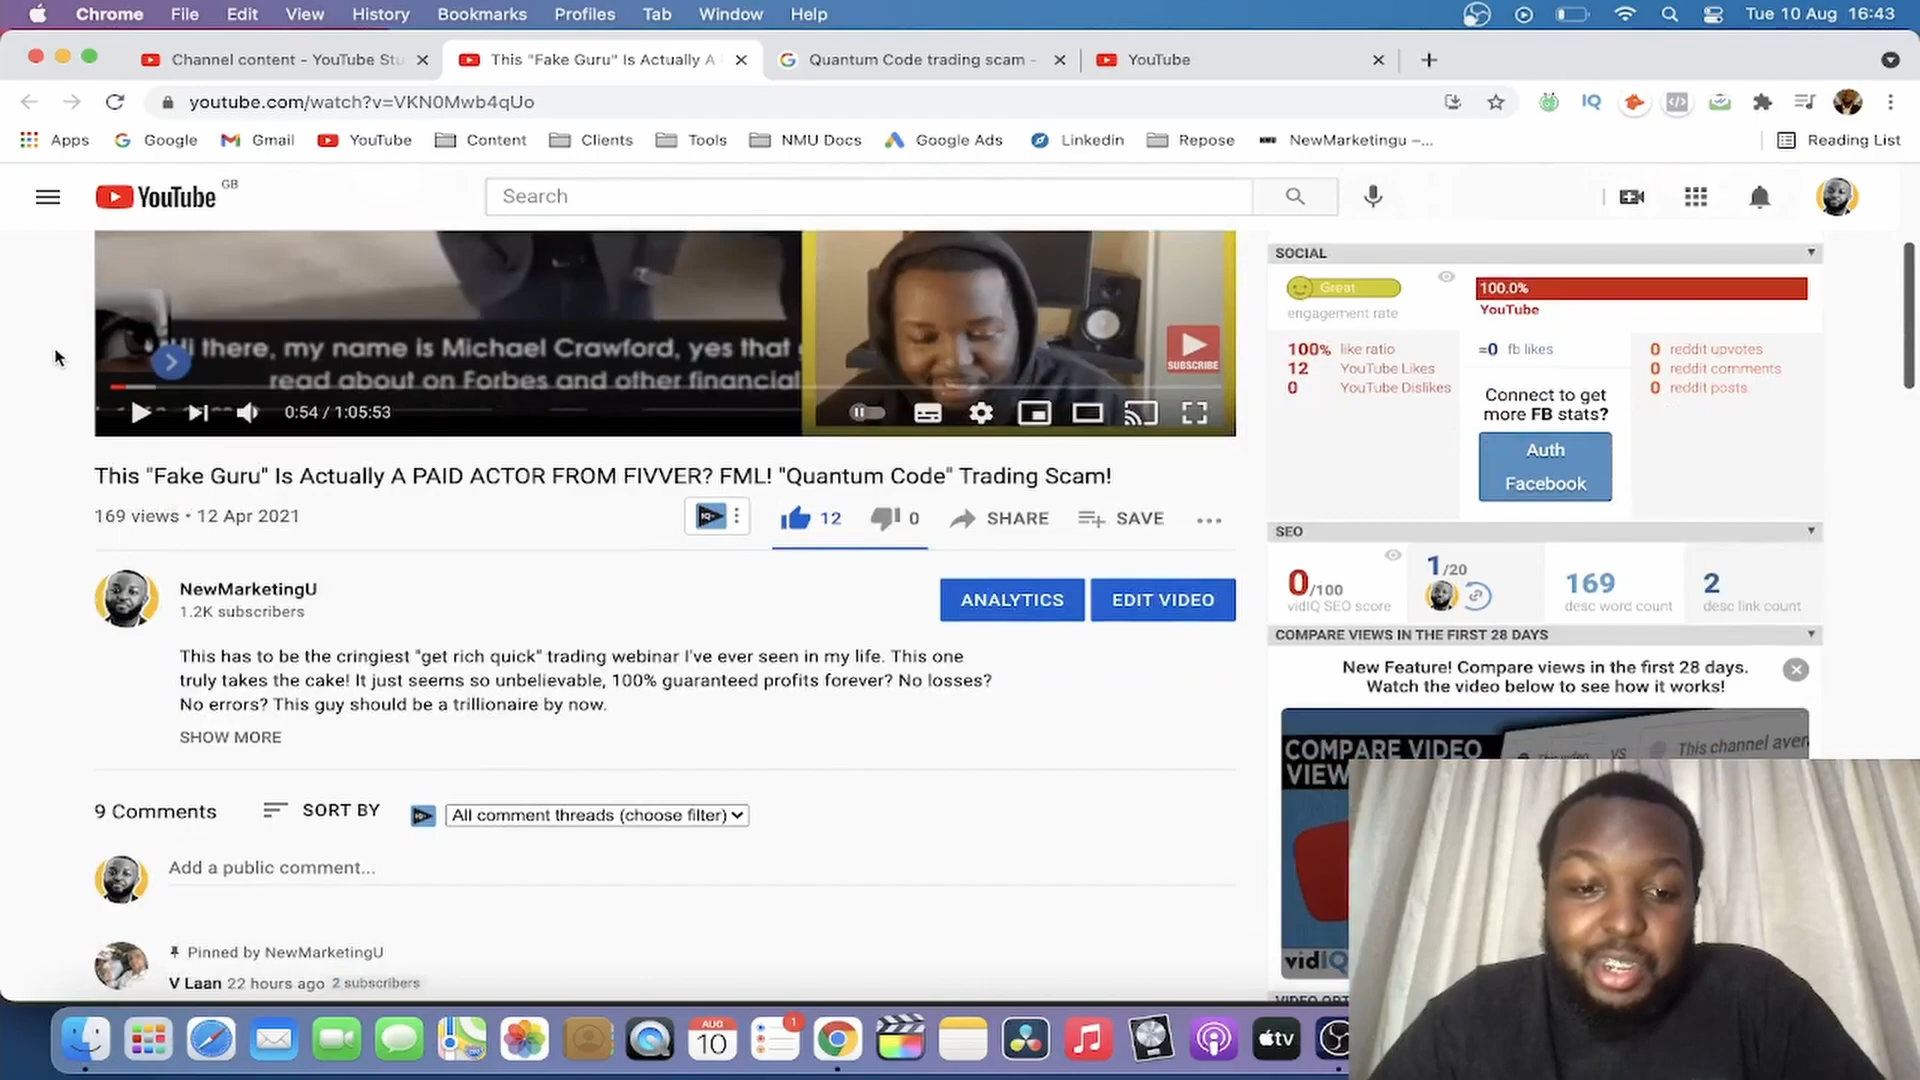 Chrome File Edit View History Bookmarks Profiles Tab Window Help Tue 10 Aug 16:43
Channel content - YouTube Stu This "Fake Guru" Is Actually A Quantum Code trading scam - YouTube
youtube.com/watch?v=VKN0Mwb4qUo IQ
Apps Google Gmail YouTube Content Clients Tools NMU Docs Google Ads Linkedin Repose NewMarketingu –... Reading List
YouTube GB Search
SOCIAL
Great
engagement rate
100.0%
YouTube
100% like ratio
12 YouTube Likes
0 YouTube Dislikes
≈0 fb likes
Connect to get
more FB stats?
Auth
Facebook
0 reddit upvotes
0 reddit comments
0 reddit posts
Hi there, my name is Michael Crawford, yes that
read about on Forbes and other financial
SUBSCRIBE
0:54 / 1:05:53
This "Fake Guru" Is Actually A PAID ACTOR FROM FIVVER? FML! "Quantum Code" Trading Scam!
169 views • 12 Apr 2021
12 0 SHARE SAVE
NewMarketingU
1.2K subscribers
ANALYTICS EDIT VIDEO
This has to be the cringiest "get rich quick" trading webinar I've ever seen in my life. This one
truly takes the cake! It just seems so unbelievable, 100% guaranteed profits forever? No losses?
No errors? This guy should be a trillionaire by now.
SHOW MORE
SEO
0/100
vidIQ SEO score
1/20
169
desc word count
2
desc link count
COMPARE VIEWS IN THE FIRST 28 DAYS
New Feature! Compare views in the first 28 days.
Watch the video below to see how it works!
COMPARE VIDEO
VIEW
This video VS This channel aver
vidIQ
9 Comments SORT BY All comment threads (choose filter)
Add a public comment...
Pinned by NewMarketingU
V Laan 22 hours ago 2 subscribers
AUG
10
1
tv